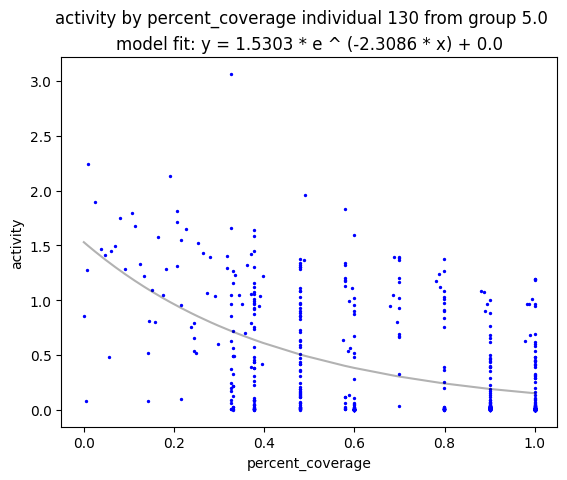 activity by percent_coverage individual 130 from group 5.0
model fit: y = 1.5303 * e ^ (-2.3086 * x) + 0.0
3.0
2.5
2.0
1.5
1.0
0.5
0.0
activity
0.0 0.2 0.4 0.6 0.8 1.0
percent_coverage